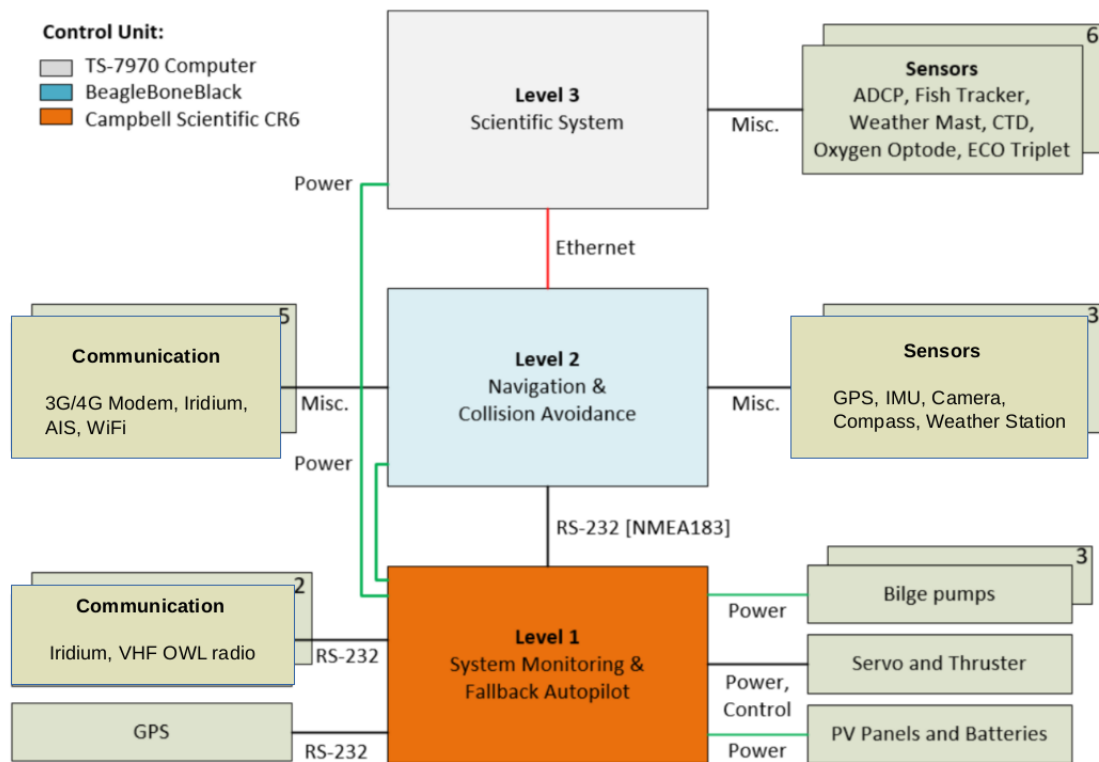 Control Unit:
TS-7970 Computer
BeagleBoneBlack
Campbell Scientific CR6
Level 3
Scientific System
Misc.
6
Sensors
ADCP, Fish Tracker,
Weather Mast, CTD,
Oxygen Optode, ECO Triplet
Power
Ethernet
5
Communication
3G/4G Modem, Iridium,
AIS, WiFi
Misc.
Level 2
Navigation &
Collision Avoidance
Misc.
3
Sensors
GPS, IMU, Camera,
Compass, Weather Station
Power
RS-232 [NMEA183]
2
Communication
Iridium, VHF OWL radio
RS-232
GPS
RS-232
Level 1
System Monitoring &
Fallback Autopilot
Power
3
Bilge pumps
Power,
Control
Servo and Thruster
Power
PV Panels and Batteries